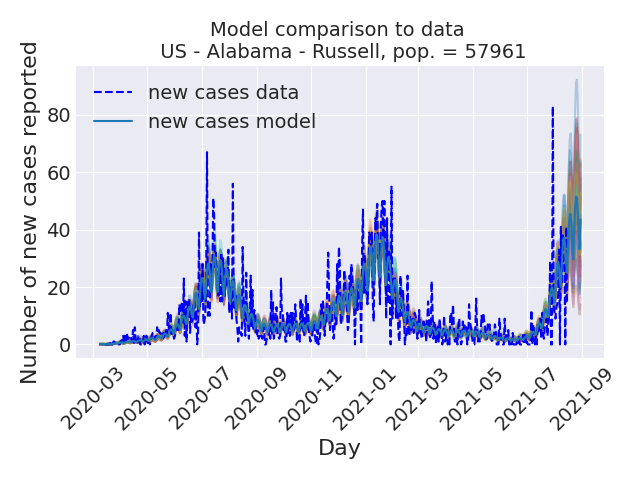 Model comparison to data
US - Alabama - Russell, pop. = 57961
Number of new cases reported
new cases data
new cases model
80
60
40
20
0
2020-03
2020-05
2020-07
2020-09
2020-11
2021-01
2021-03
2021-05
2021-07
2021-09
Day